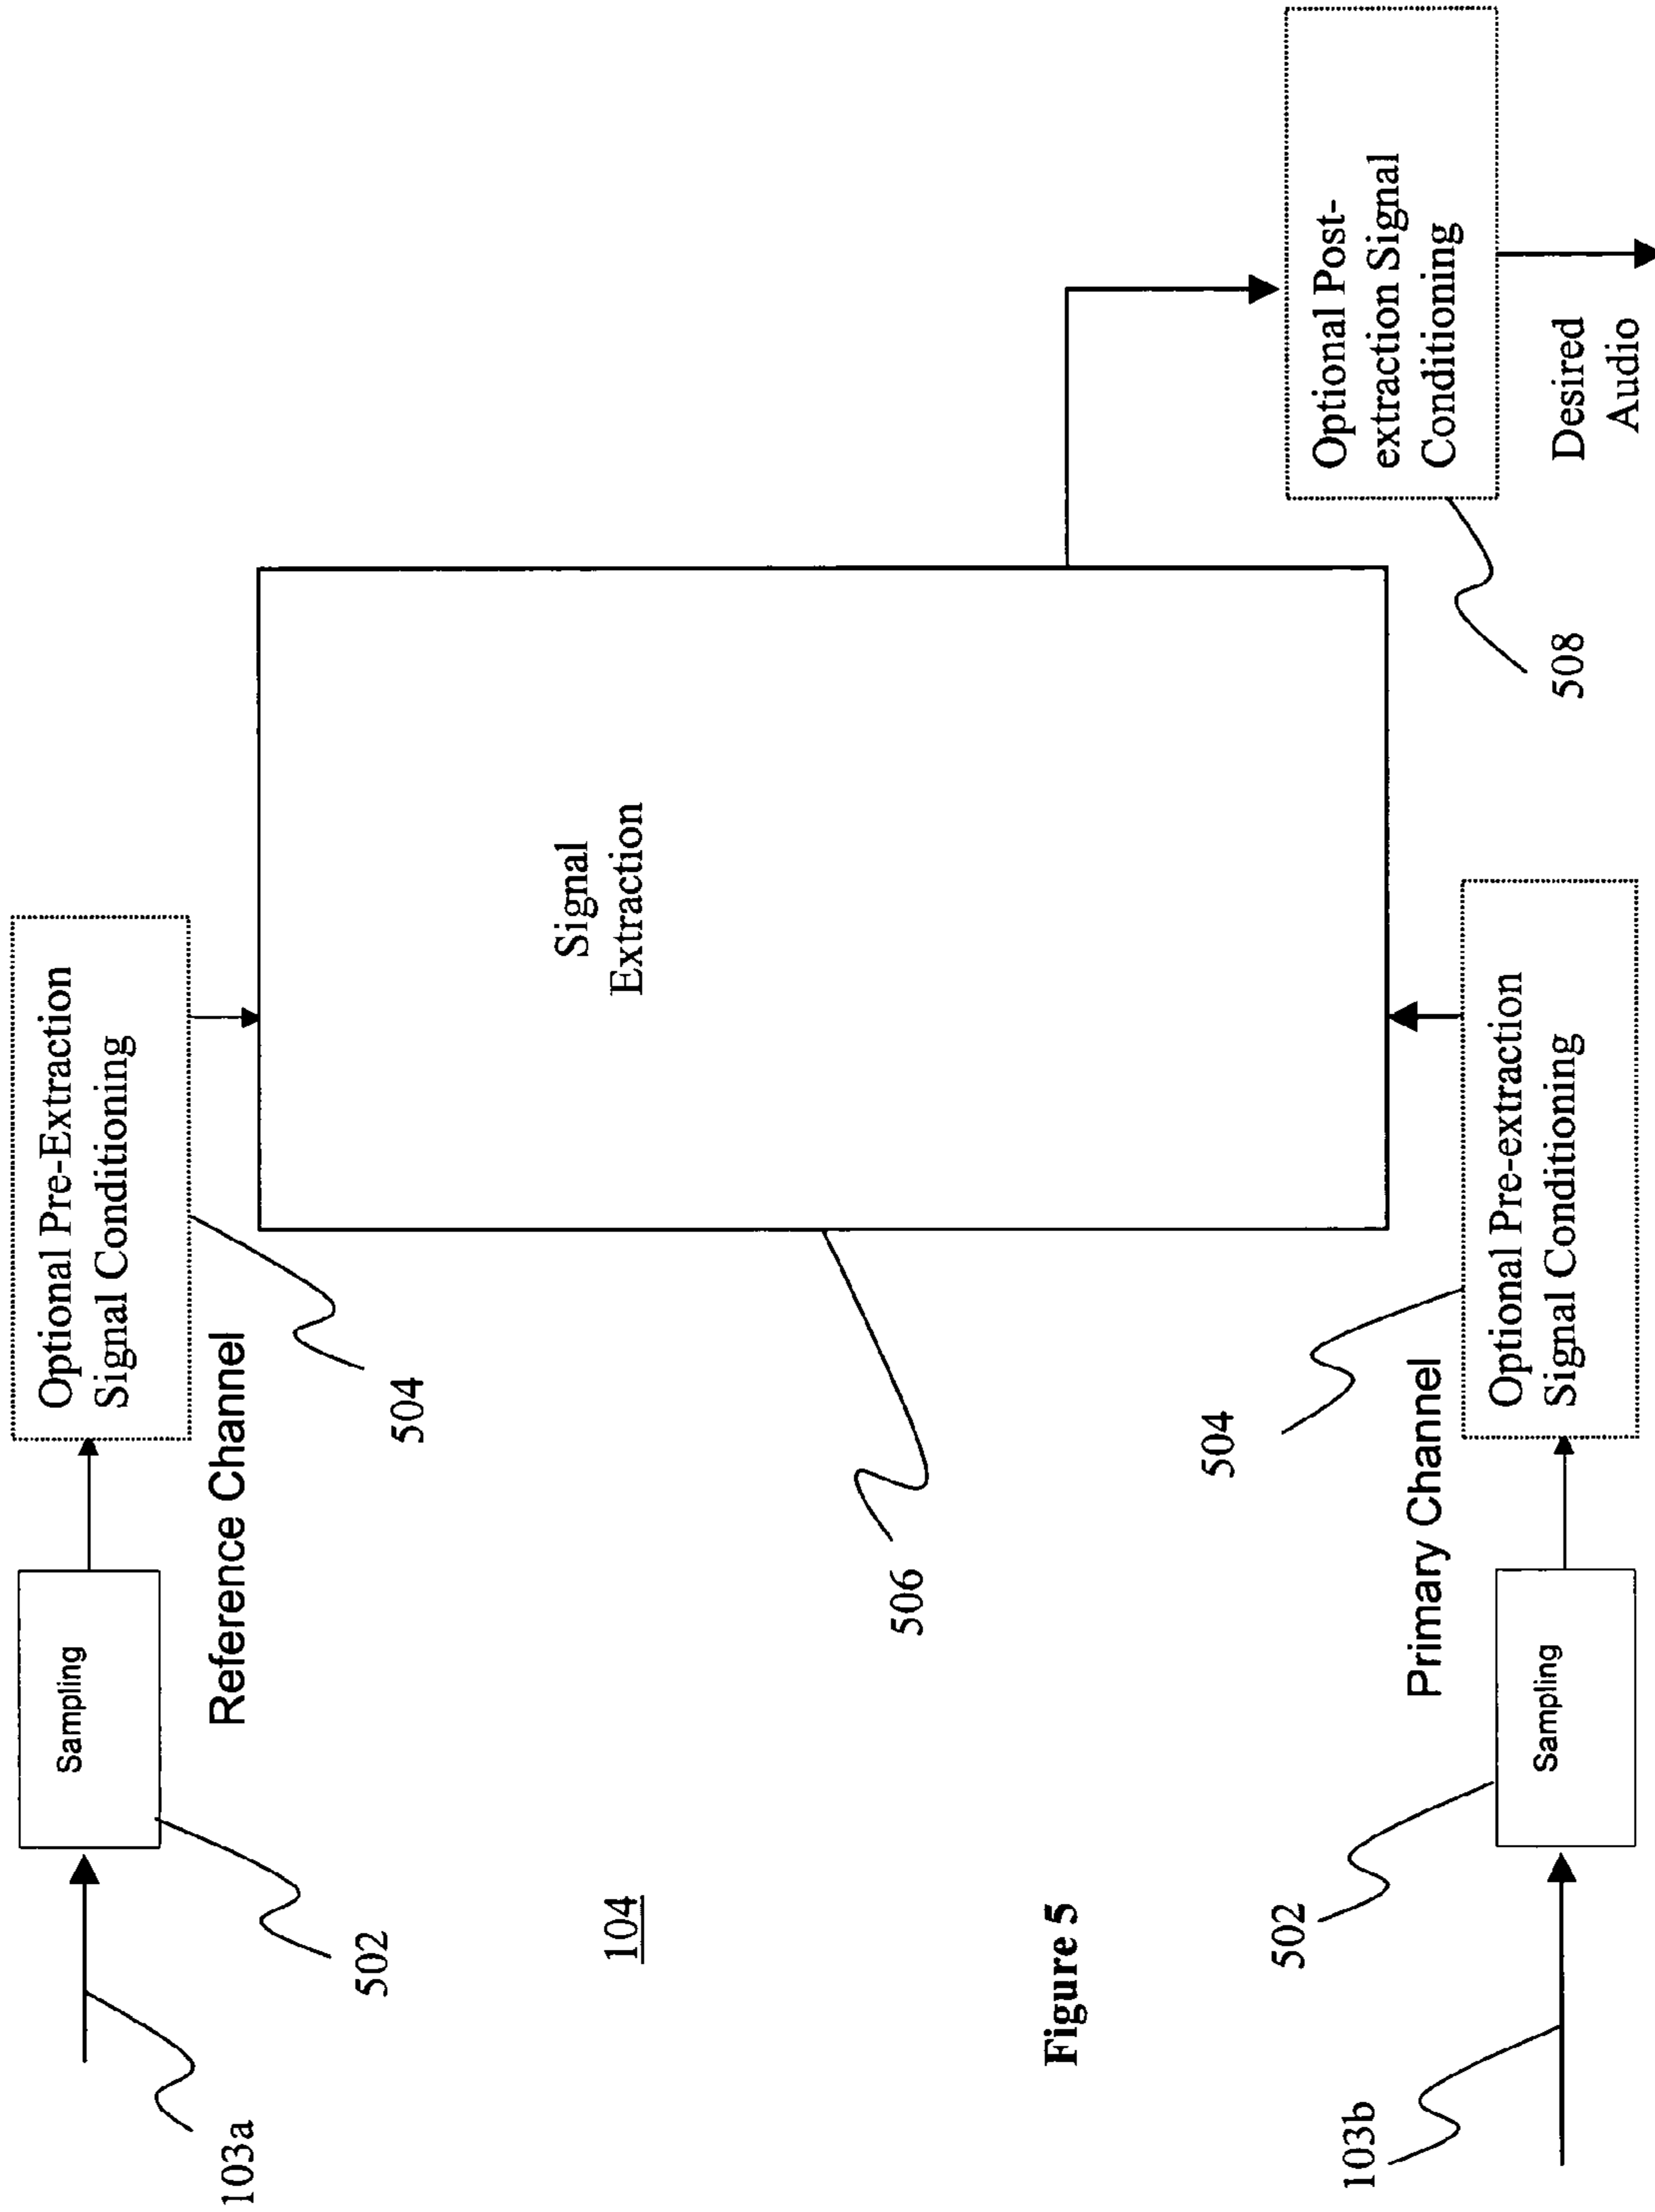 103a
502
Sampling
Reference Channel
Optional Pre-Extraction
Signal Conditioning
504
104
506
Signal
Extraction
Figure 5
103b
502
Sampling
Primary Channel
504
Optional Pre-extraction
Signal Conditioning
508
Optional Post-
extraction Signal
Conditioning
Desired
Audio